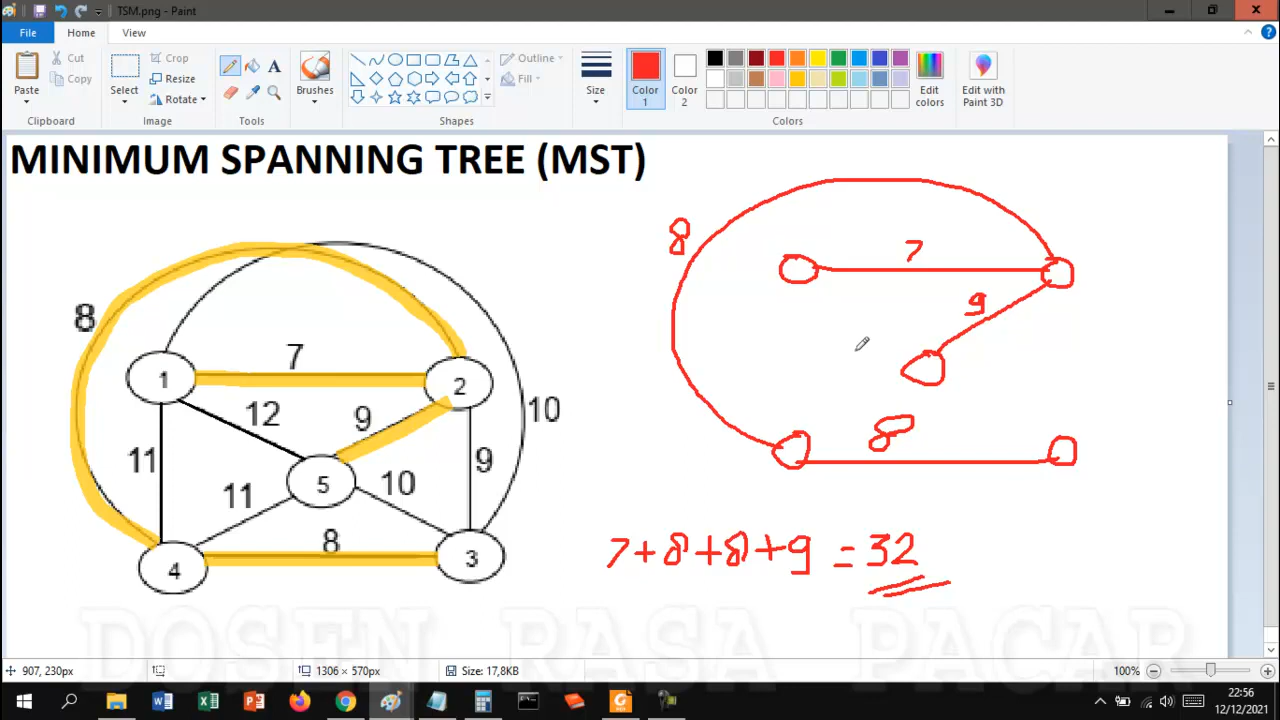 TSM.png - Paint
File Home View
Paste
Cut
Copy
Clipboard
Select
Crop
Resize
Rotate
Image
Tools
Brushes
Outline
Fill
Shapes
Size
Color 1
Color 2
Edit colors
Edit with Paint 3D
Colors
MINIMUM SPANNING TREE (MST)
8
1
7
2
12
9
10
11
5
9
11
10
8
4
3
8
7
9
8
7+8+8+9 = 32
DOSEN RASA PACAR
907, 230px
1306 × 570px
Size: 17,8KB
100%
22:56
12/12/2021